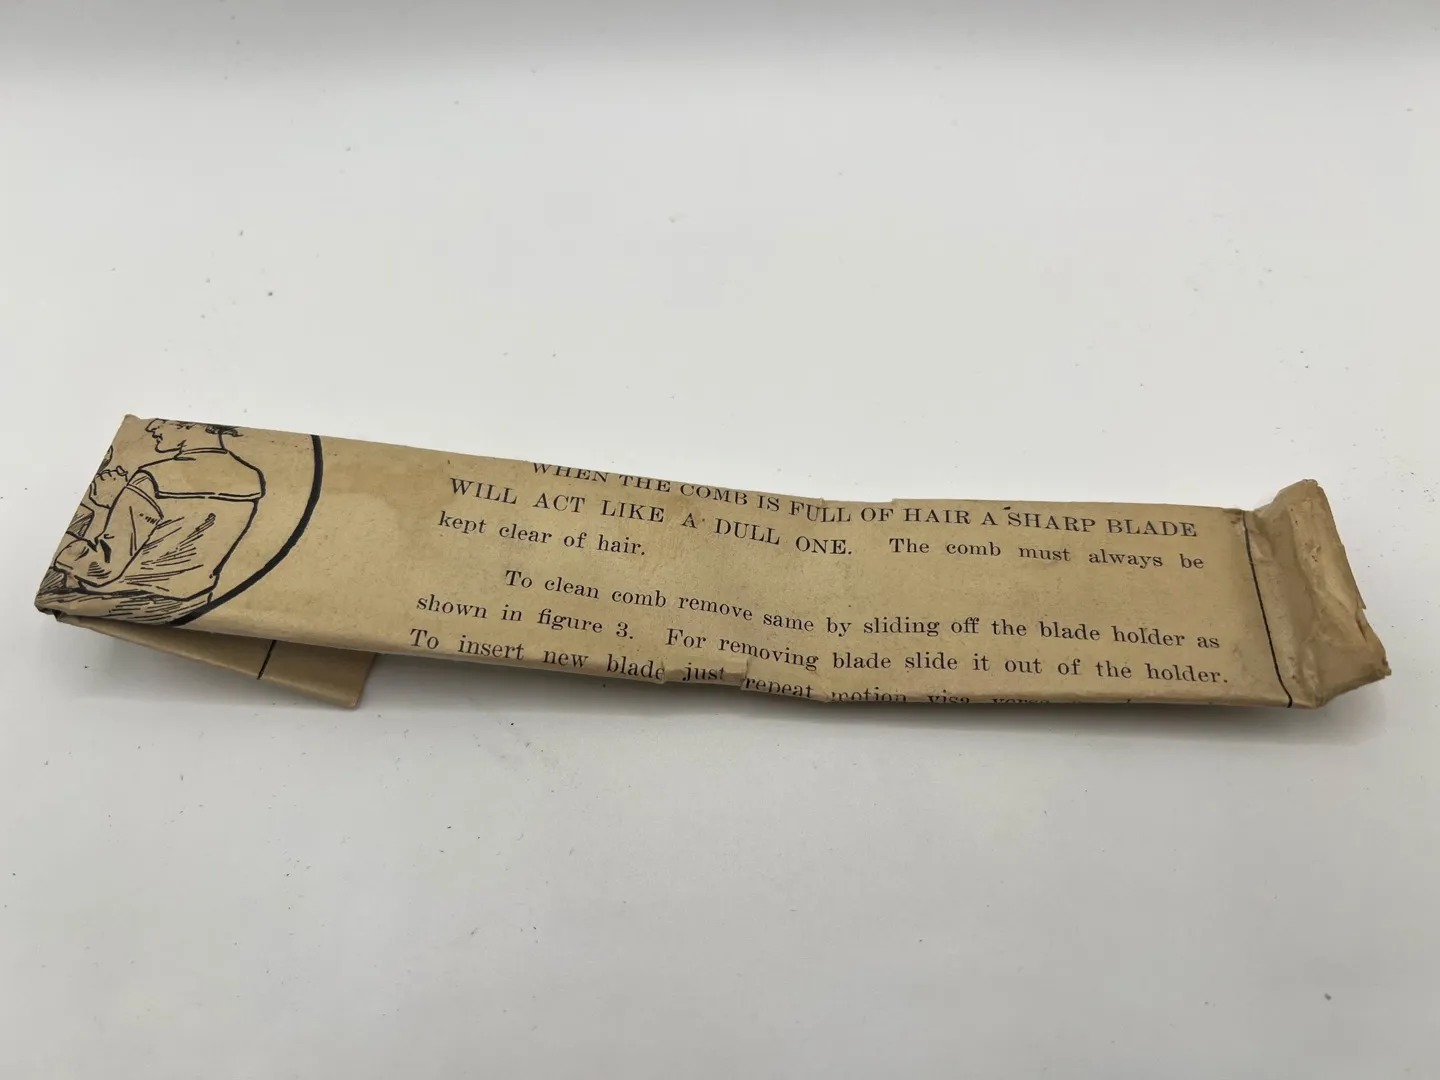 WHEN THE COMB IS FULL OF HAIR A SHARP BLADE
WILL ACT LIKE A DULL ONE. The comb must always be
kept clear of hair.
To clean comb remove same by sliding off the blade holder as
shown in figure 3. For removing blade slide it out of the holder.
To insert new blade just repeat motion visa versa